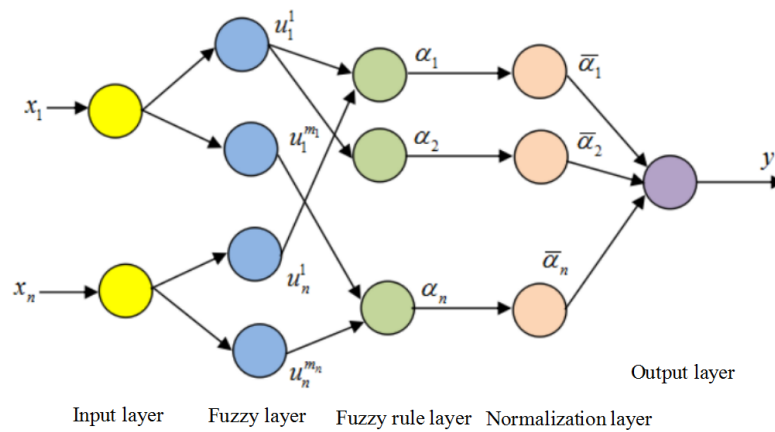 u₁¹
x₁
α₁
ᾱ₁
u₁^{m₁}
α₂
ᾱ₂
y
uₙ¹
xₙ
αₙ
ᾱₙ
uₙ^{mₙ}
Output layer
Input layer Fuzzy layer Fuzzy rule layer Normalization layer